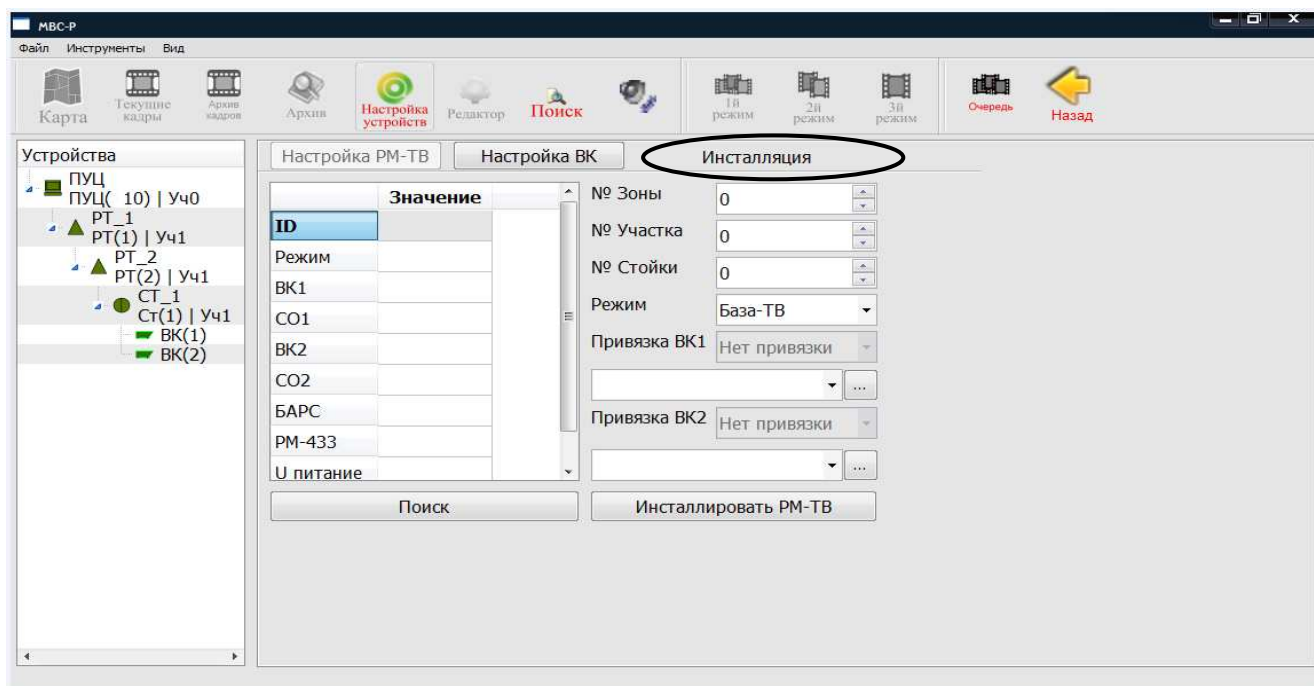 МВС-Р
Файл Инструменты Вид
Карта
Текущие
кадры
Архив
кадров
Архив
Настройка
устройств
Редактор
Поиск
1й
режим
2й
режим
3й
режим
Очередь
Назад
Устройства
ПУЦ
ПУЦ( 10) | Уч0
РТ_1
РТ(1) | Уч1
РТ_2
РТ(2) | Уч1
СТ_1
Ст(1) | Уч1
ВК(1)
ВК(2)
Настройка РМ-ТВ
Настройка ВК
Инсталляция
Значение
ID
Режим
ВК1
СО1
ВК2
СО2
БАРС
РМ-433
U питание
Поиск
№ Зоны 0
№ Участка 0
№ Стойки 0
Режим База-ТВ
Привязка ВК1 Нет привязки
...
Привязка ВК2 Нет привязки
...
Инсталлировать РМ-ТВ